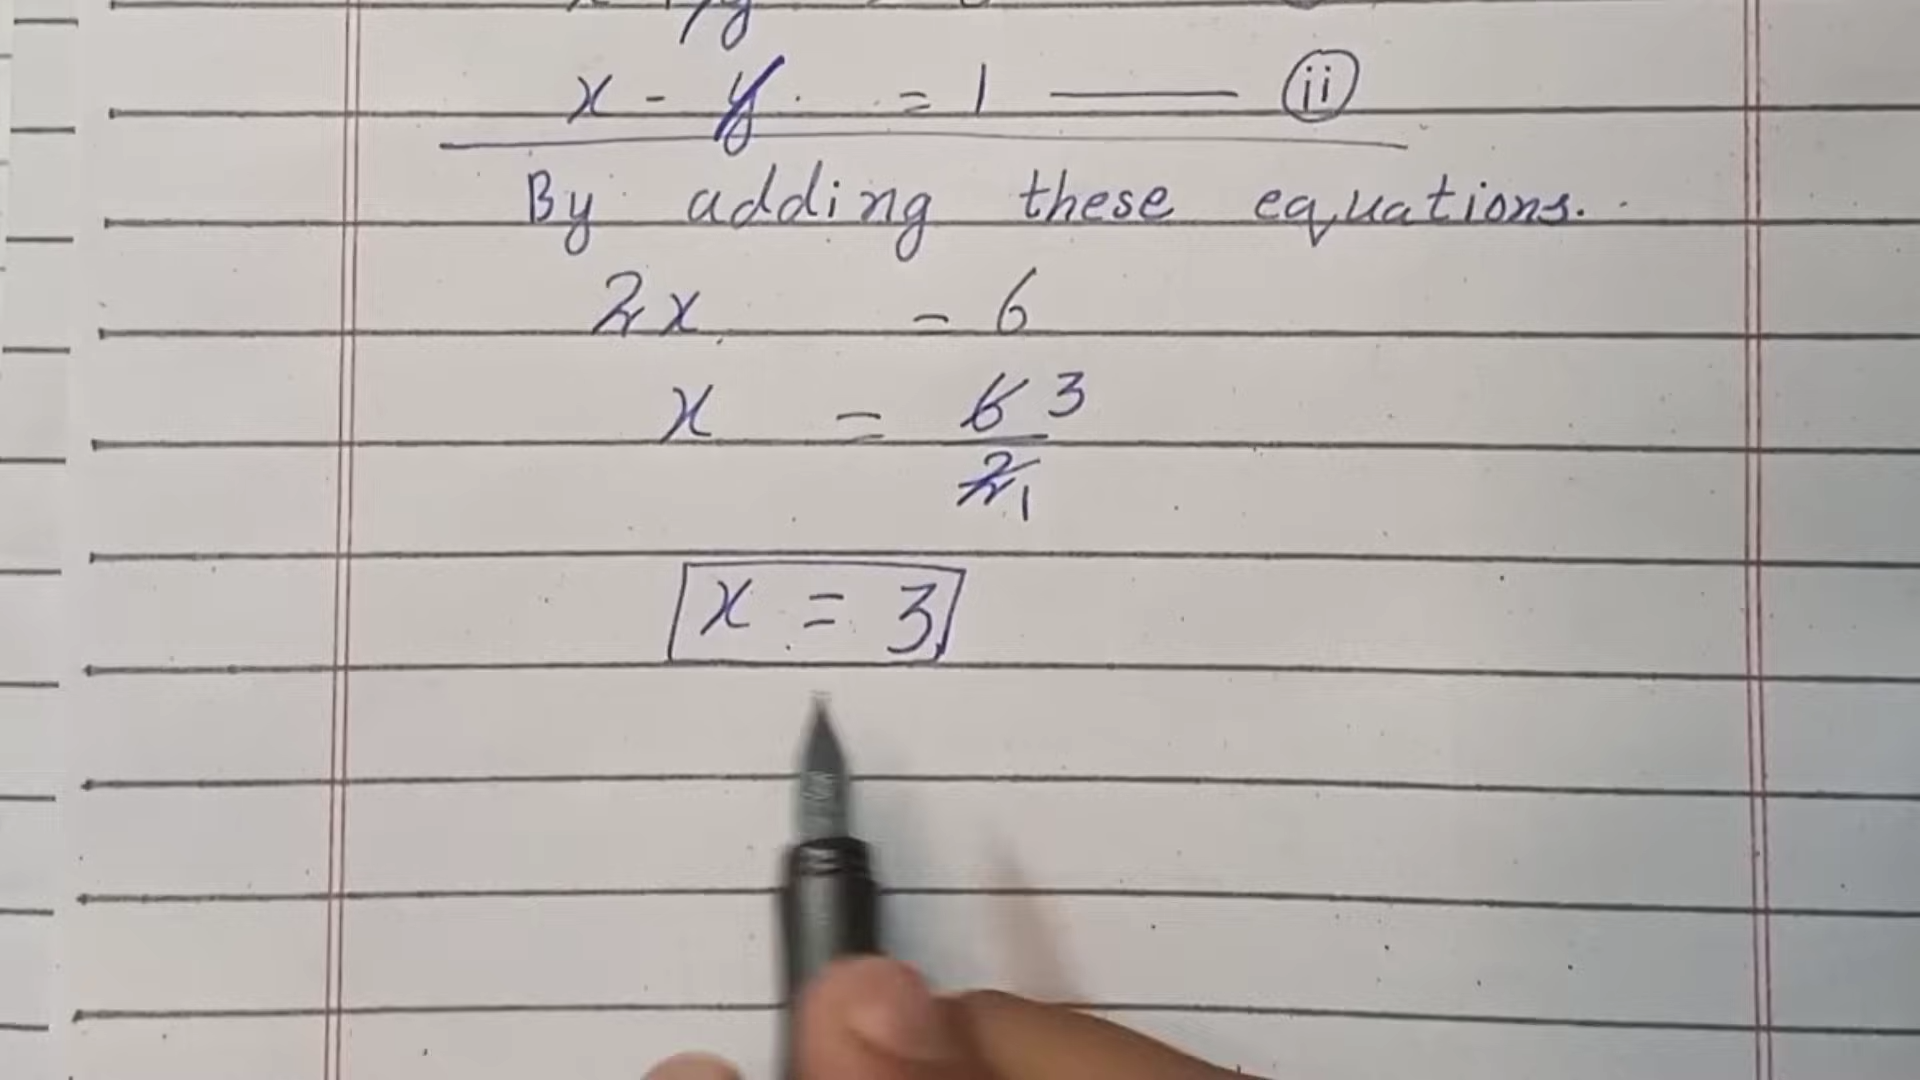 x - y = 1 ——— (ii)
By adding these equations.
2x = 6
x = 6 3
2 1
x = 3